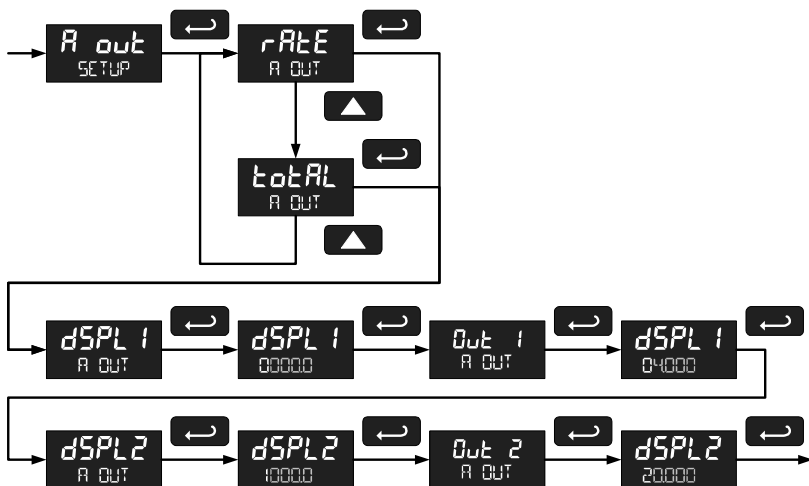 A out
SETUP
rAtE
A OUT
totAL
A OUT
dSPL 1
A OUT
dSPL 1
0000.0
Out 1
A OUT
dSPL 1
04.000
dSPL2
A OUT
dSPL2
1000.0
Out 2
A OUT
dSPL2
20.000